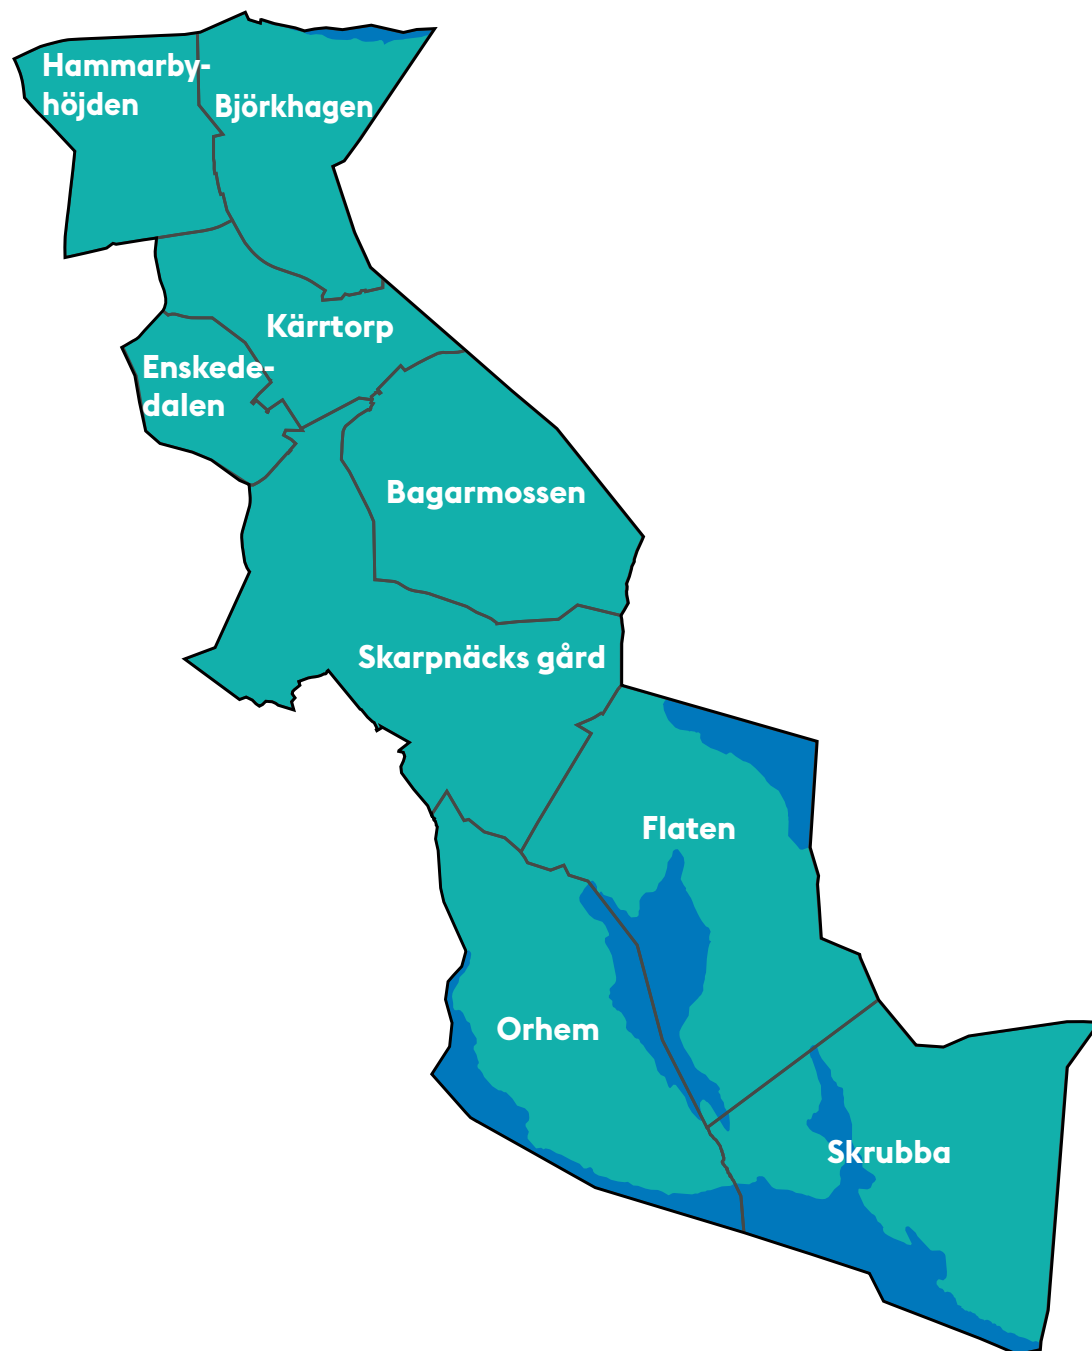 Hammarby-
höjden
Björkhagen
Kärrtorp
Enskede-
dalen
Bagarmossen
Skarpnäcks gård
Flaten
Orhem
Skrubba